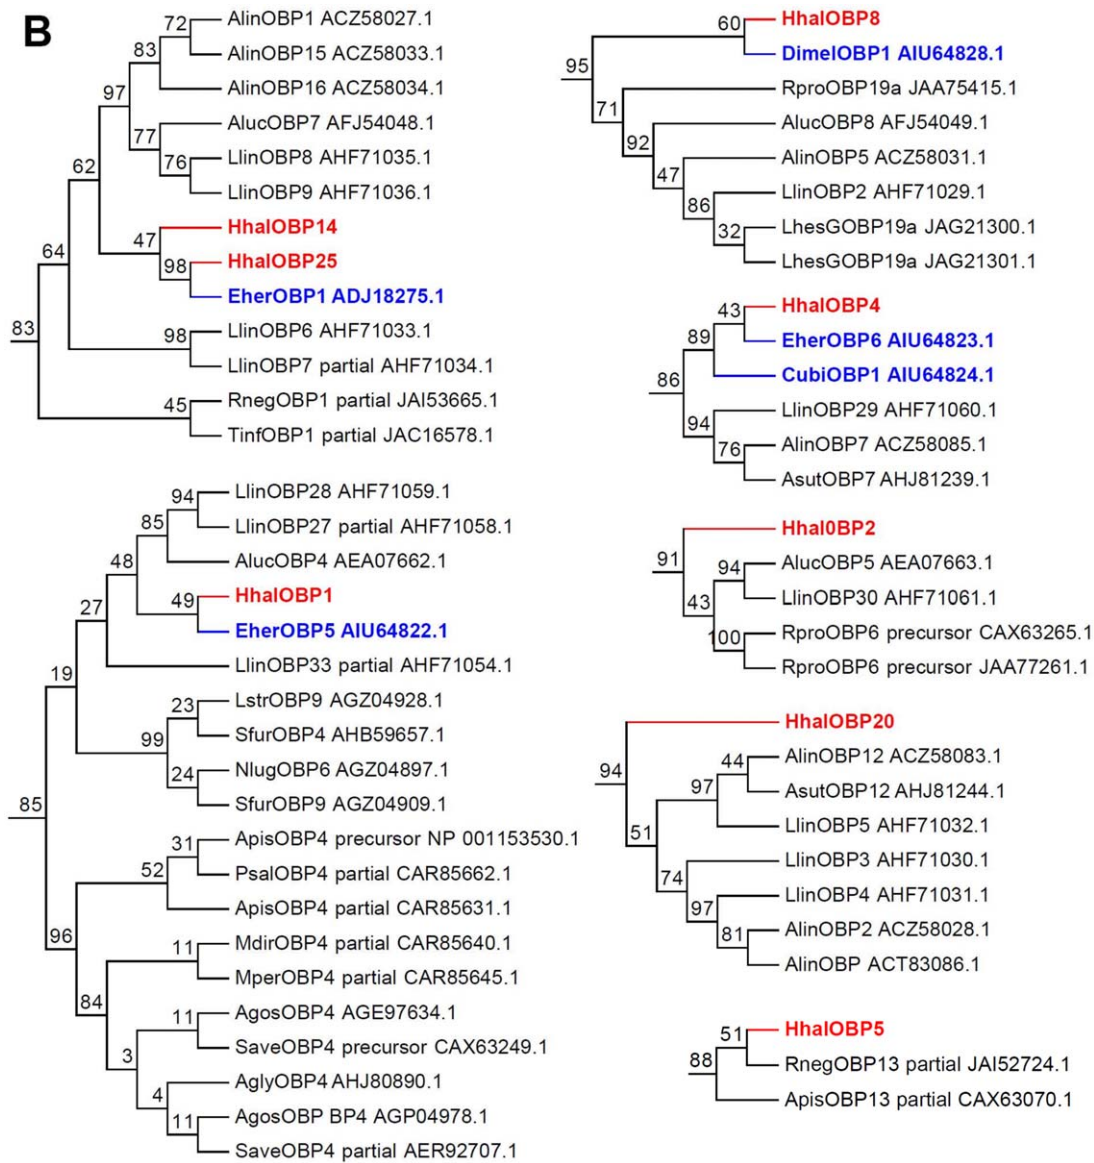 B
72
AlinOBP1 ACZ58027.1
83
AlinOBP15 ACZ58033.1
AlinOBP16 ACZ58034.1
97
AlucOBP7 AFJ54048.1
77
LlinOBP8 AHF71035.1
76
LlinOBP9 AHF71036.1
62
HhalOBP14
47
HhalOBP25
98
EherOBP1 ADJ18275.1
64
LlinOBP6 AHF71033.1
98
LlinOBP7 partial AHF71034.1
83
RnegOBP1 partial JAI53665.1
45
TinfOBP1 partial JAC16578.1
LlinOBP28 AHF71059.1
94
LlinOBP27 partial AHF71058.1
85
AlucOBP4 AEA07662.1
48
HhalOBP1
49
EherOBP5 AIU64822.1
27
LlinOBP33 partial AHF71054.1
19
LstrOBP9 AGZ04928.1
23
SfurOBP4 AHB59657.1
99
NlugOBP6 AGZ04897.1
24
SfurOBP9 AGZ04909.1
85
ApisOBP4 precursor NP 001153530.1
31
PsalOBP4 partial CAR85662.1
52
ApisOBP4 partial CAR85631.1
96
MdirOBP4 partial CAR85640.1
11
MperOBP4 partial CAR85645.1
84
AgosOBP4 AGE97634.1
11
SaveOBP4 precursor CAX63249.1
3
AglyOBP4 AHJ80890.1
4
AgosOBP BP4 AGP04978.1
11
SaveOBP4 partial AER92707.1
HhalOBP8
60
DimelOBP1 AIU64828.1
95
RproOBP19a JAA75415.1
71
AlucOBP8 AFJ54049.1
92
AlinOBP5 ACZ58031.1
47
LlinOBP2 AHF71029.1
86
LhesGOBP19a JAG21300.1
32
LhesGOBP19a JAG21301.1
HhalOBP4
43
EherOBP6 AIU64823.1
89
CubiOBP1 AIU64824.1
86
LlinOBP29 AHF71060.1
94
AlinOBP7 ACZ58085.1
76
AsutOBP7 AHJ81239.1
Hhal0BP2
91
AlucOBP5 AEA07663.1
94
LlinOBP30 AHF71061.1
43
RproOBP6 precursor CAX63265.1
100
RproOBP6 precursor JAA77261.1
HhalOBP20
94
AlinOBP12 ACZ58083.1
44
AsutOBP12 AHJ81244.1
97
LlinOBP5 AHF71032.1
51
LlinOBP3 AHF71030.1
74
LlinOBP4 AHF71031.1
97
AlinOBP2 ACZ58028.1
81
AlinOBP ACT83086.1
HhalOBP5
51
RnegOBP13 partial JAI52724.1
88
ApisOBP13 partial CAX63070.1